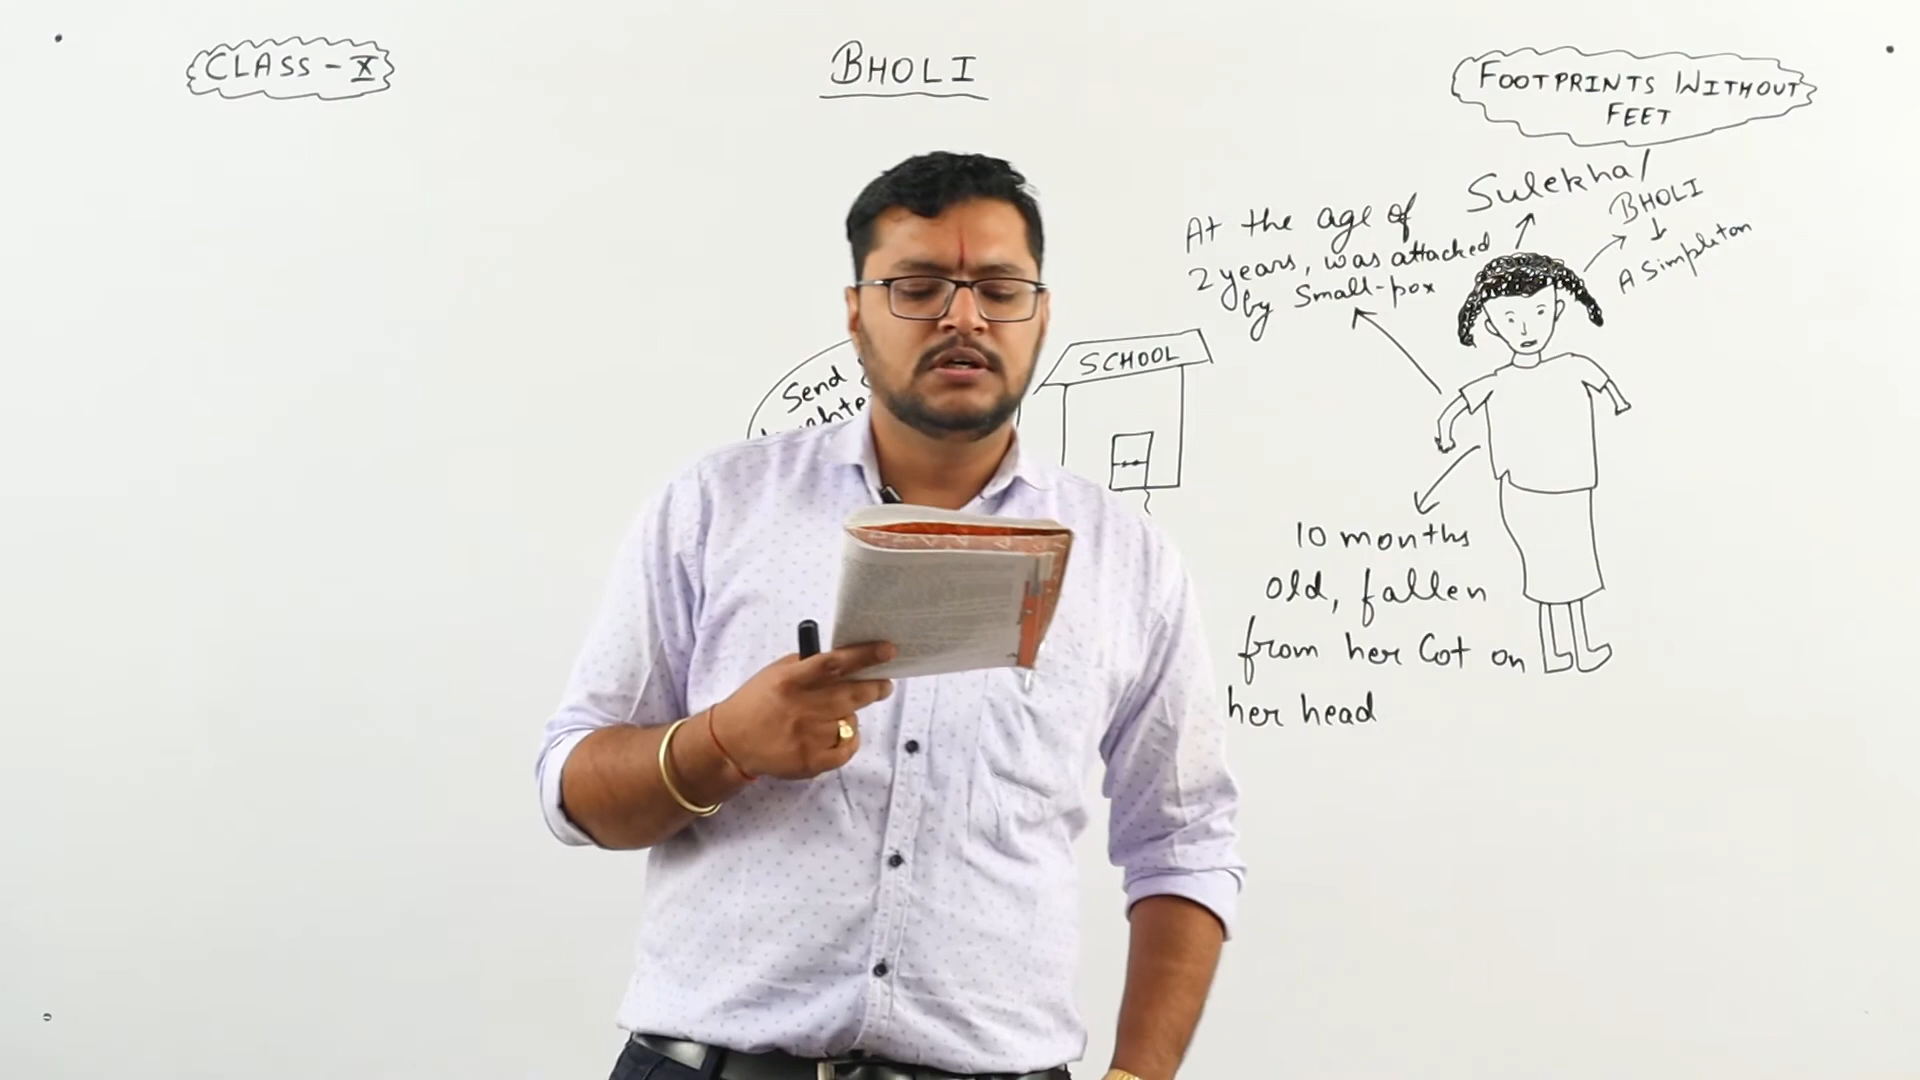 CLASS - X
BHOLI
FOOTPRINTS WITHOUT
FEET
Sulekha/
BHOLI
A Simpleton
At the age of
2 years, was attacked
by Small-pox
SCHOOL
Send
10 months
old, fallen
from her Cot on
her head